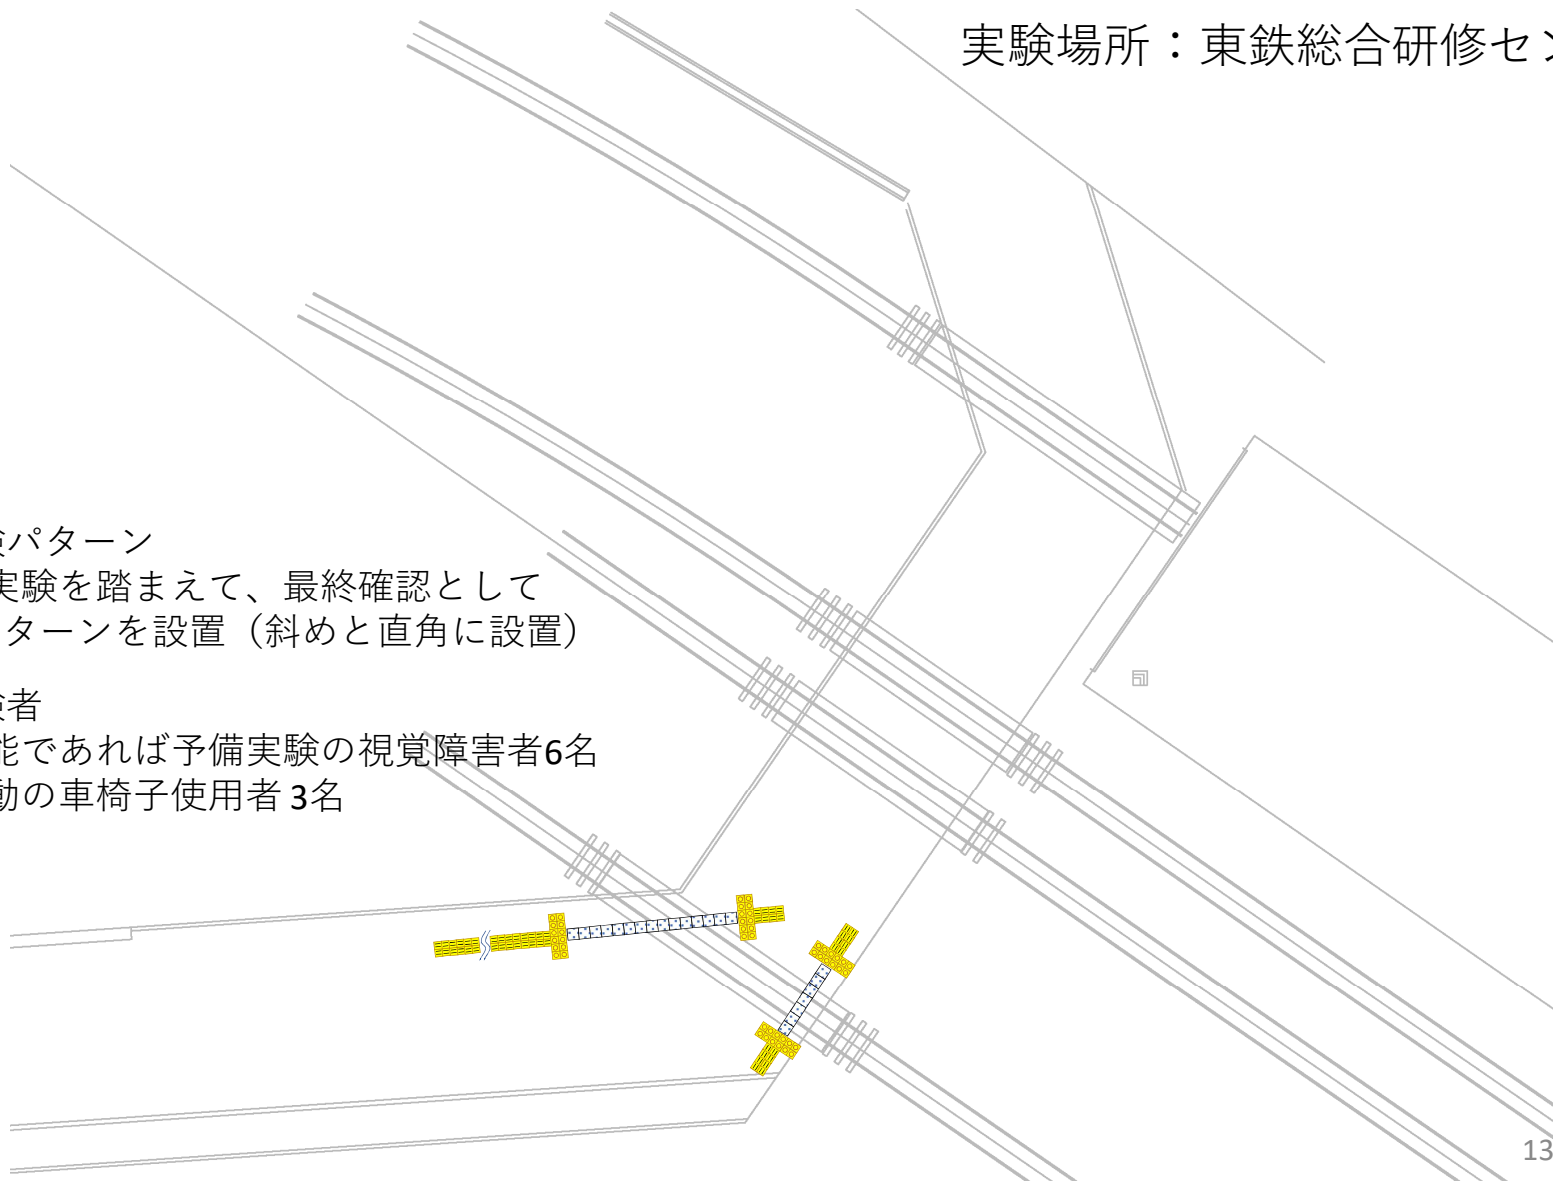 実験場所：東鉄総合研修セン
パターン
実験を踏まえて、最終確認として
ターンを設置（斜めと直角に設置）
者
能であれば予備実験の視覚障害者6名
動の車椅子使用者 3名
13